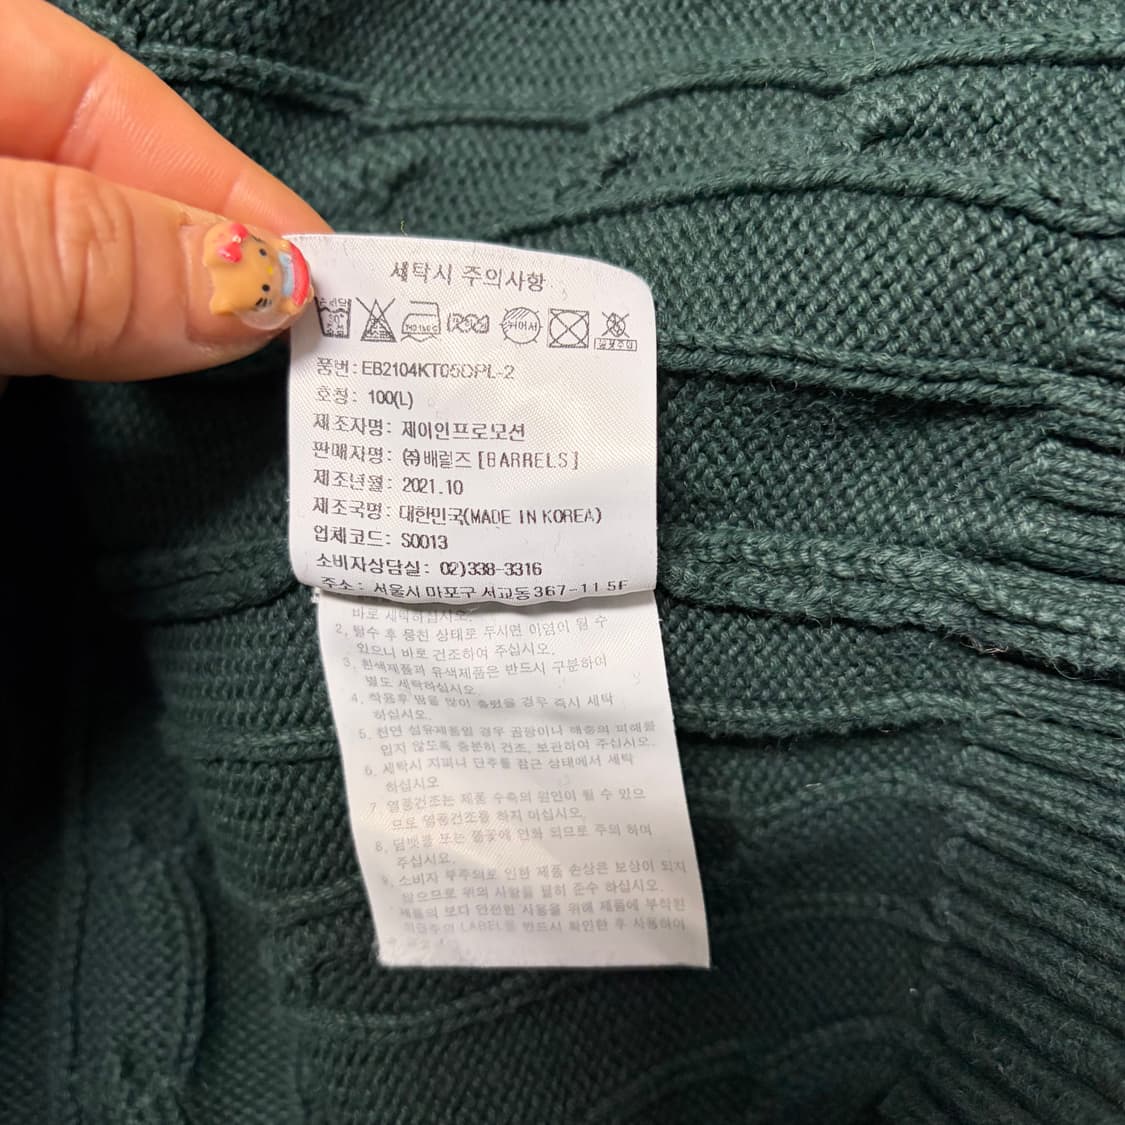 세탁시 주의사항
품번: EB2104KT05DPL-2
호칭: 100(L)
제조자명: 제이인프로모션
판매자명: ㈜배럴즈 [BARRELS]
제조년월: 2021.10
제조국명: 대한민국(MADE IN KOREA)
업체코드: S0013
소비자상담실: 02)338-3316
주소: 서울시 마포구 서교동 367-11 5F
바로 세탁하십시오.
2. 탈수 후 뭉친 상태로 두시면 이염이 될 수
있으니 바로 건조하여 주십시오.
3. 흰색제품과 유색제품은 반드시 구분하여
별도 세탁하십시오.
4. 착용후 땀을 많이 흘렸을 경우 즉시 세탁
하십시오.
5. 천연 섬유제품일 경우 곰팡이나 해충의 피해를
입지 않도록 충분히 건조, 보관하여 주십시오.
6. 세탁시 지퍼나 단추를 잠근 상태에서 세탁
하십시오
7. 열풍건조는 제품 수축의 원인이 될 수 있으
므로 열풍건조를 하지 마십시오.
8. 담뱃불 또는 불꽃에 인화 되므로 주의 하여
주십시오.
9. 소비자 부주의로 인한 제품 손상은 보상이 되지
않으므로 위의 사항을 필히 준수 하십시오.
제품의 보다 안전한 사용을 위해 제품에 부착된
취급주의 LABEL을 반드시 확인한 후 사용하여